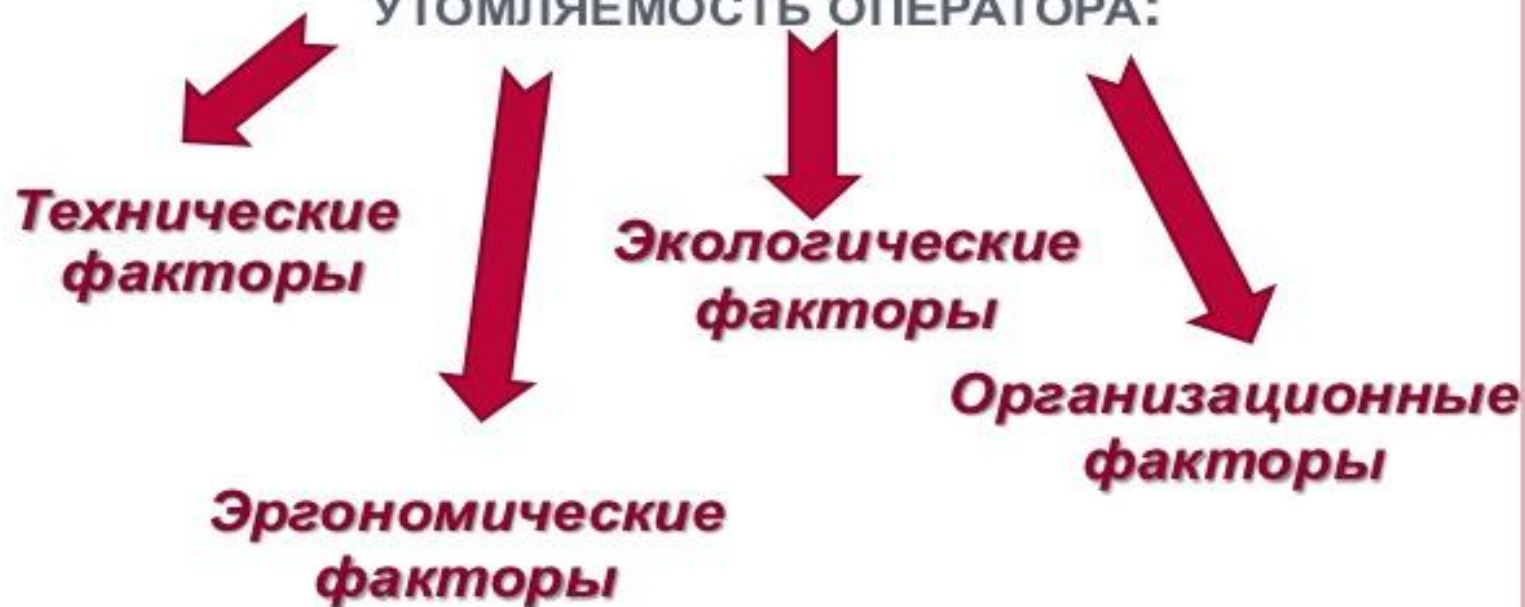 УТОМЛЯЕМОСТЬ ОПЕРАТОРА:
Технические
факторы
Экологические
факторы
Организационные
факторы
Эргономические
факторы